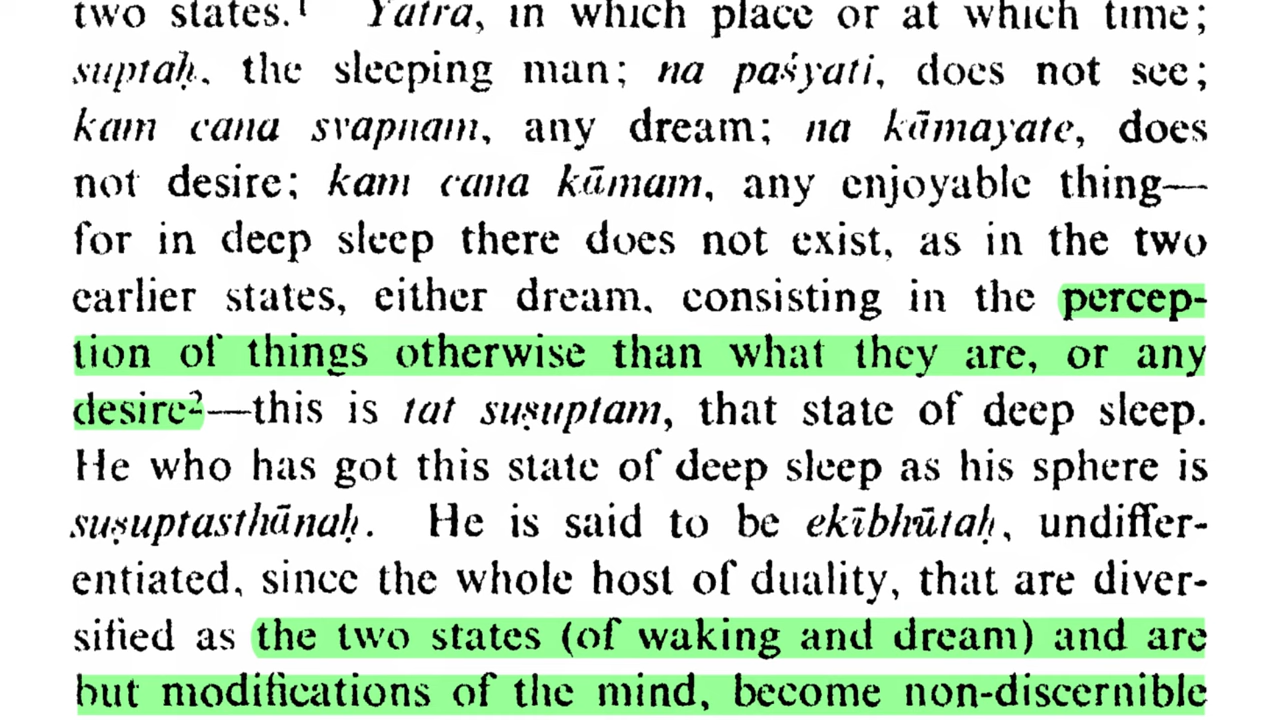 two states.¹ Yatra, in which place or at which time;
suptaḥ, the sleeping man; na paśyati, does not see;
kam cana svapnam, any dream; na kāmayate, does
not desire; kam cana kāmam, any enjoyable thing—
for in deep sleep there does not exist, as in the two
earlier states, either dream, consisting in the percep-
tion of things otherwise than what they are, or any
desire²—this is tat suṣuptam, that state of deep sleep.
He who has got this state of deep sleep as his sphere is
suṣuptasthānaḥ. He is said to be ekībhūtaḥ, undiffer-
entiated, since the whole host of duality, that are diver-
sified as the two states (of waking and dream) and are
but modifications of the mind, become non-discernible